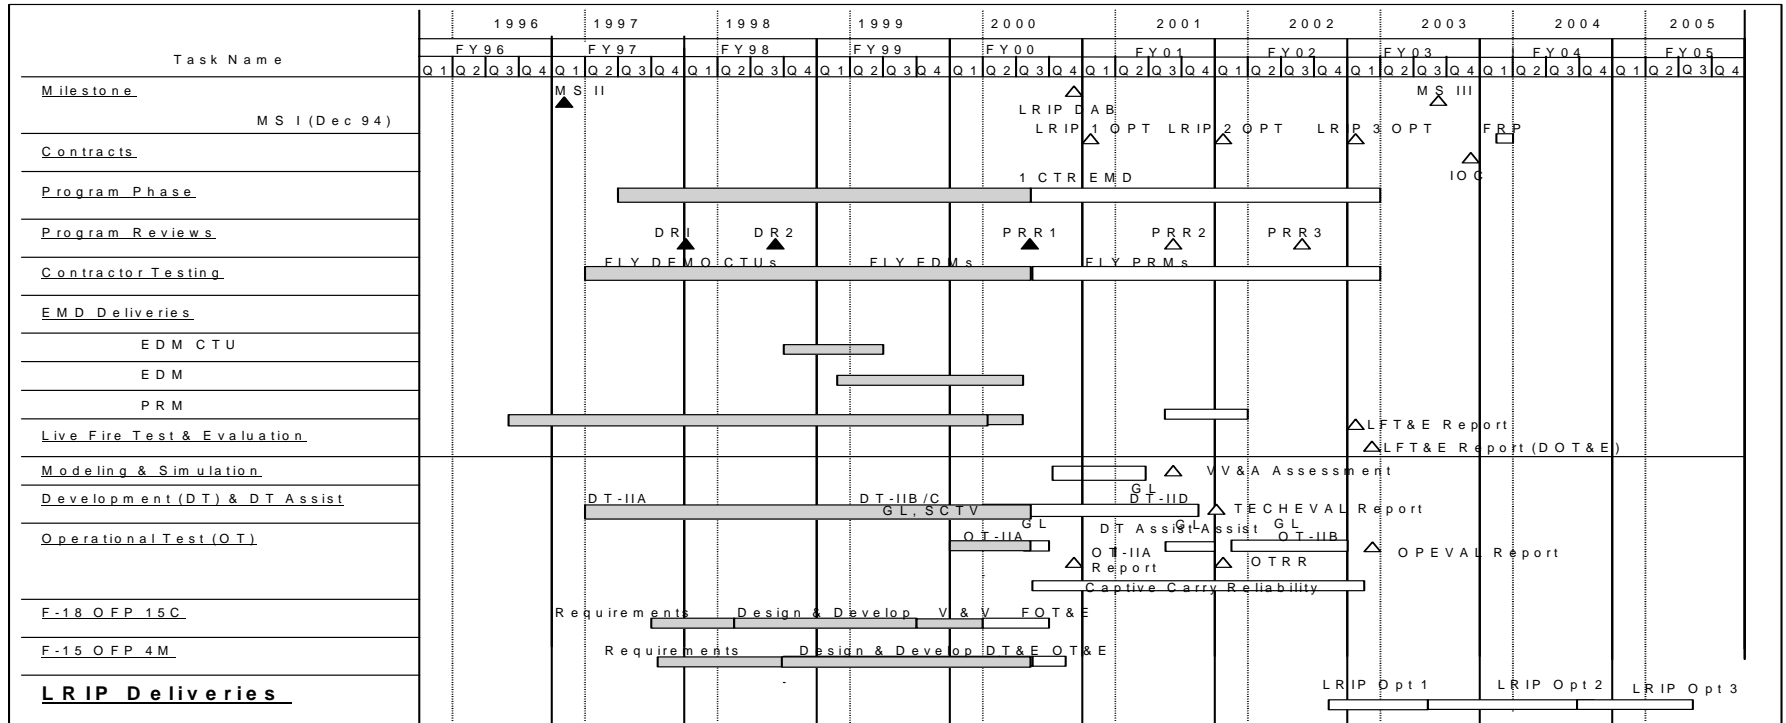 1996 1997 1998 1999 2000 2001 2002 2003 2004 2005
Task Name
FY96 FY97 FY98 FY99 FY00 FY01 FY02 FY03 FY04 FY05
Q1 Q2 Q3 Q4 Q1 Q2 Q3 Q4 Q1 Q2 Q3 Q4 Q1 Q2 Q3 Q4 Q1 Q2 Q3 Q4 Q1 Q2 Q3 Q4 Q1 Q2 Q3 Q4 Q1 Q2 Q3 Q4 Q1 Q2 Q3 Q4 Q1 Q2 Q3 Q4
Milestone MS II MS III
LRIP DAB
MS I (Dec 94)
LRIP 1 OPT LRIP 2 OPT LRIP 3 OPT FRP
Contracts
IOC
Program Phase 1 CTR EMD
Program Reviews DR1 DR2 PRR1 PRR2 PRR3
Contractor Testing FLY DEMO CTUs FLY EDMs FLY PRMs
EMD Deliveries
EDM CTU
EDM
PRM
LFT&E Report
Live Fire Test & Evaluation
LFT&E Report (DOT&E)
Modeling & Simulation VV&A Assessment
GL
Development (DT) & DT Assist DT-IIA DT-IIB/C DT-IID
GL, SCTV TECHEVAL Report
GL DT Assist GL Assist GL
Operational Test (OT) OT-IIA OT-IIB
OT-IIA OPEVAL Report
Report OTRR
Captive Carry Reliability
F-18 OFP 15C Requirements Design & Develop V & V FOT&E
F-15 OFP 4M Requirements Design & Develop DT&E OT&E
LRIP Deliveries LRIP Opt 1 LRIP Opt 2 LRIP Opt 3